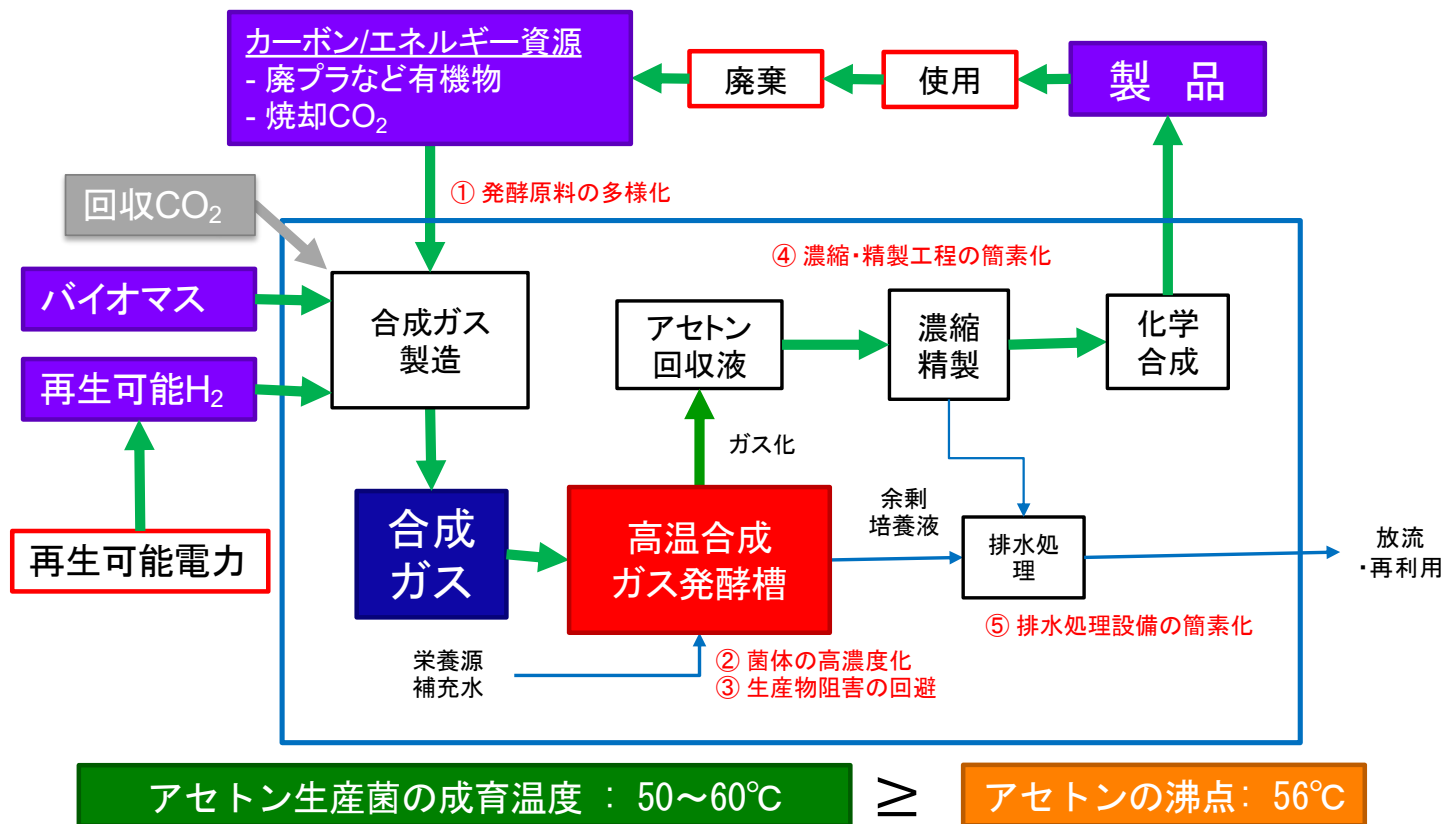 カーボン/エネルギー資源
- 廃プラなど有機物
- 焼却CO₂
廃棄
使用
製 品
① 発酵原料の多様化
回収CO₂
④ 濃縮・精製工程の簡素化
バイオマス
合成ガス
製造
アセトン
回収液
濃縮
精製
化学
合成
再生可能H₂
ガス化
合成
ガス
高温合成
ガス発酵槽
余剰
培養液
排水処
理
放流
・再利用
再生可能電力
⑤ 排水処理設備の簡素化
栄養源
補充水
② 菌体の高濃度化
③ 生産物阻害の回避
アセトン生産菌の成育温度 : 50～60℃
≥
アセトンの沸点: 56℃